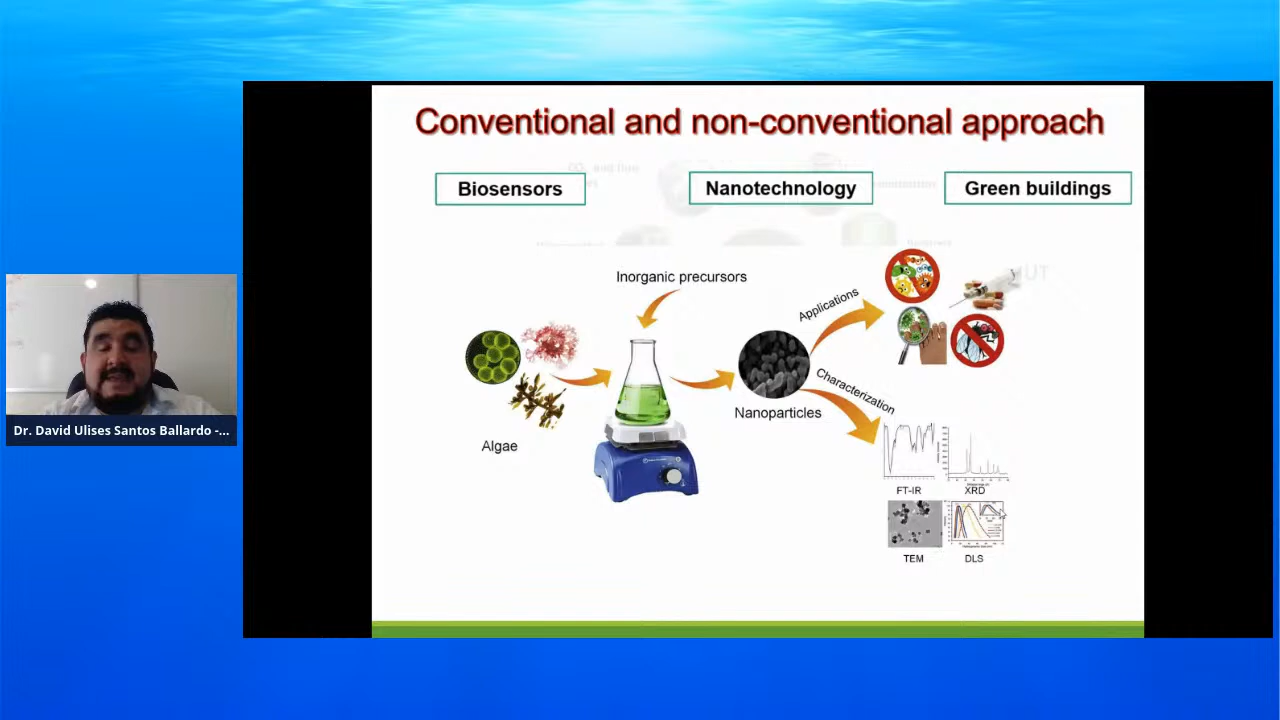 Conventional and non-conventional approach
Biosensors
Nanotechnology
Green buildings
Inorganic precursors
Applications
Characterization
Nanoparticles
Algae
FT-IR
XRD
TEM
DLS
Dr. David Ulises Santos Ballardo -...